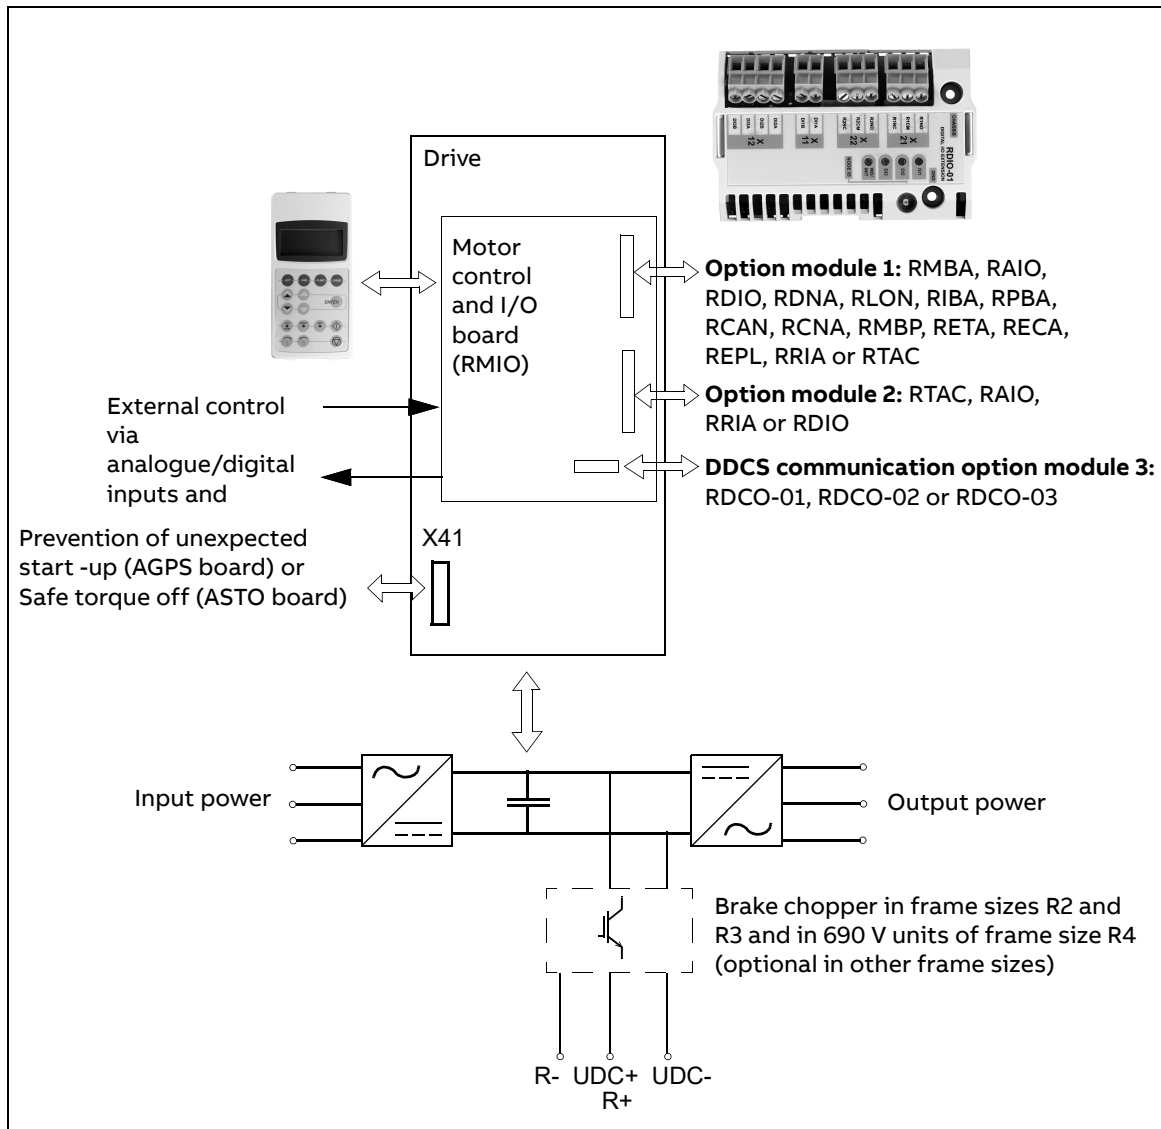 Drive
Motor
control
and I/O
board
(RMIO)
RDIO-01
DIGITAL I/O EXTENSION
Option module 1: RMBA, RAIO,
RDIO, RDNA, RLON, RIBA, RPBA,
RCAN, RCNA, RMBP, RETA, RECA,
REPL, RRIA or RTAC
Option module 2: RTAC, RAIO,
RRIA or RDIO
DDCS communication option module 3:
RDCO-01, RDCO-02 or RDCO-03
External control
via
analogue/digital
inputs and
Prevention of unexpected
start -up (AGPS board) or
Safe torque off (ASTO board)
X41
Input power
Output power
Brake chopper in frame sizes R2 and
R3 and in 690 V units of frame size R4
(optional in other frame sizes)
R- UDC+ UDC-
R+